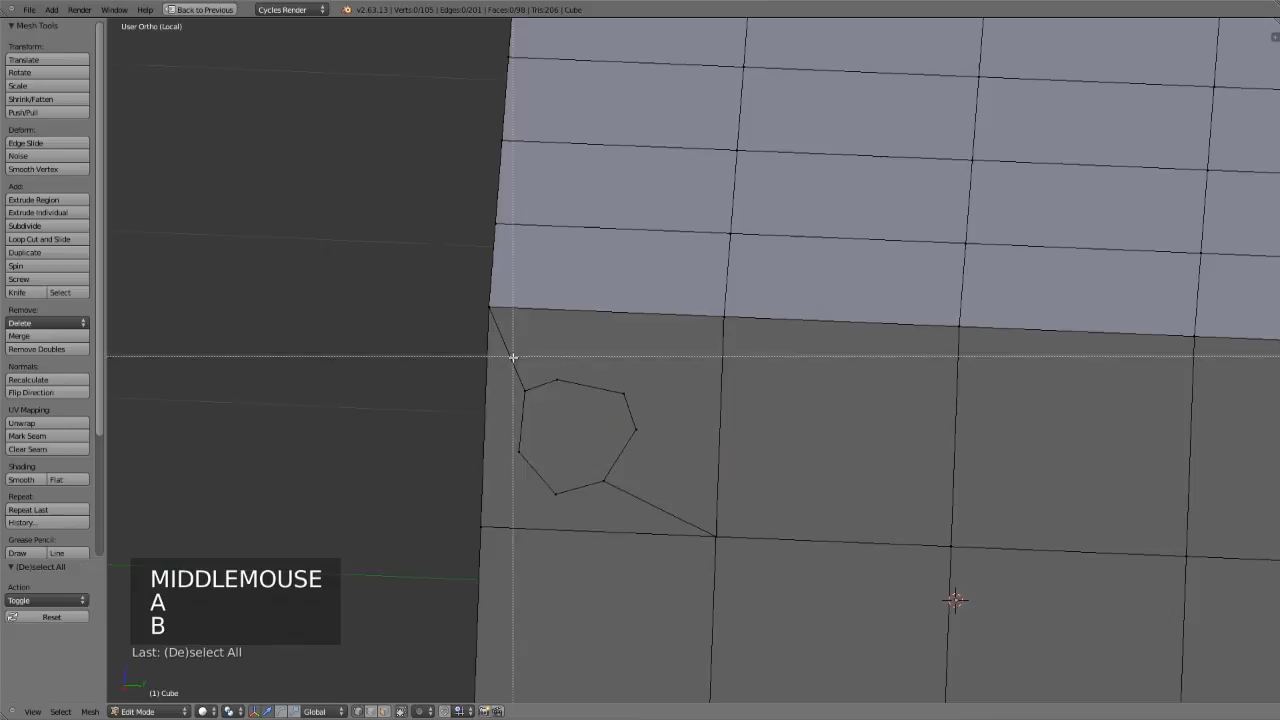 File Add Render Window Help Back to Previous Cycles Render v2.63.13 | Verts:0/105 | Edges:0/201 | Faces:0/98 | Tris:206 | Cube
Mesh Tools
User Ortho (Local)
Transform:
Translate
Rotate
Scale
Shrink/Fatten
Push/Pull
Deform:
Edge Slide
Noise
Smooth Vertex
Add:
Extrude Region
Extrude Individual
Subdivide
Loop Cut and Slide
Duplicate
Spin
Screw
Knife Select
Remove:
Delete
Merge
Remove Doubles
Normals:
Recalculate
Flip Direction
UV Mapping:
Unwrap
Mark Seam
Clear Seam
Shading:
Smooth Flat
Repeat:
Repeat Last
History...
Grease Pencil:
Draw Line
(De)select All
Action
Toggle
Reset
MIDDLEMOUSE
A
B
Last: (De)select All
(1) Cube
View Select Mesh Edit Mode Global